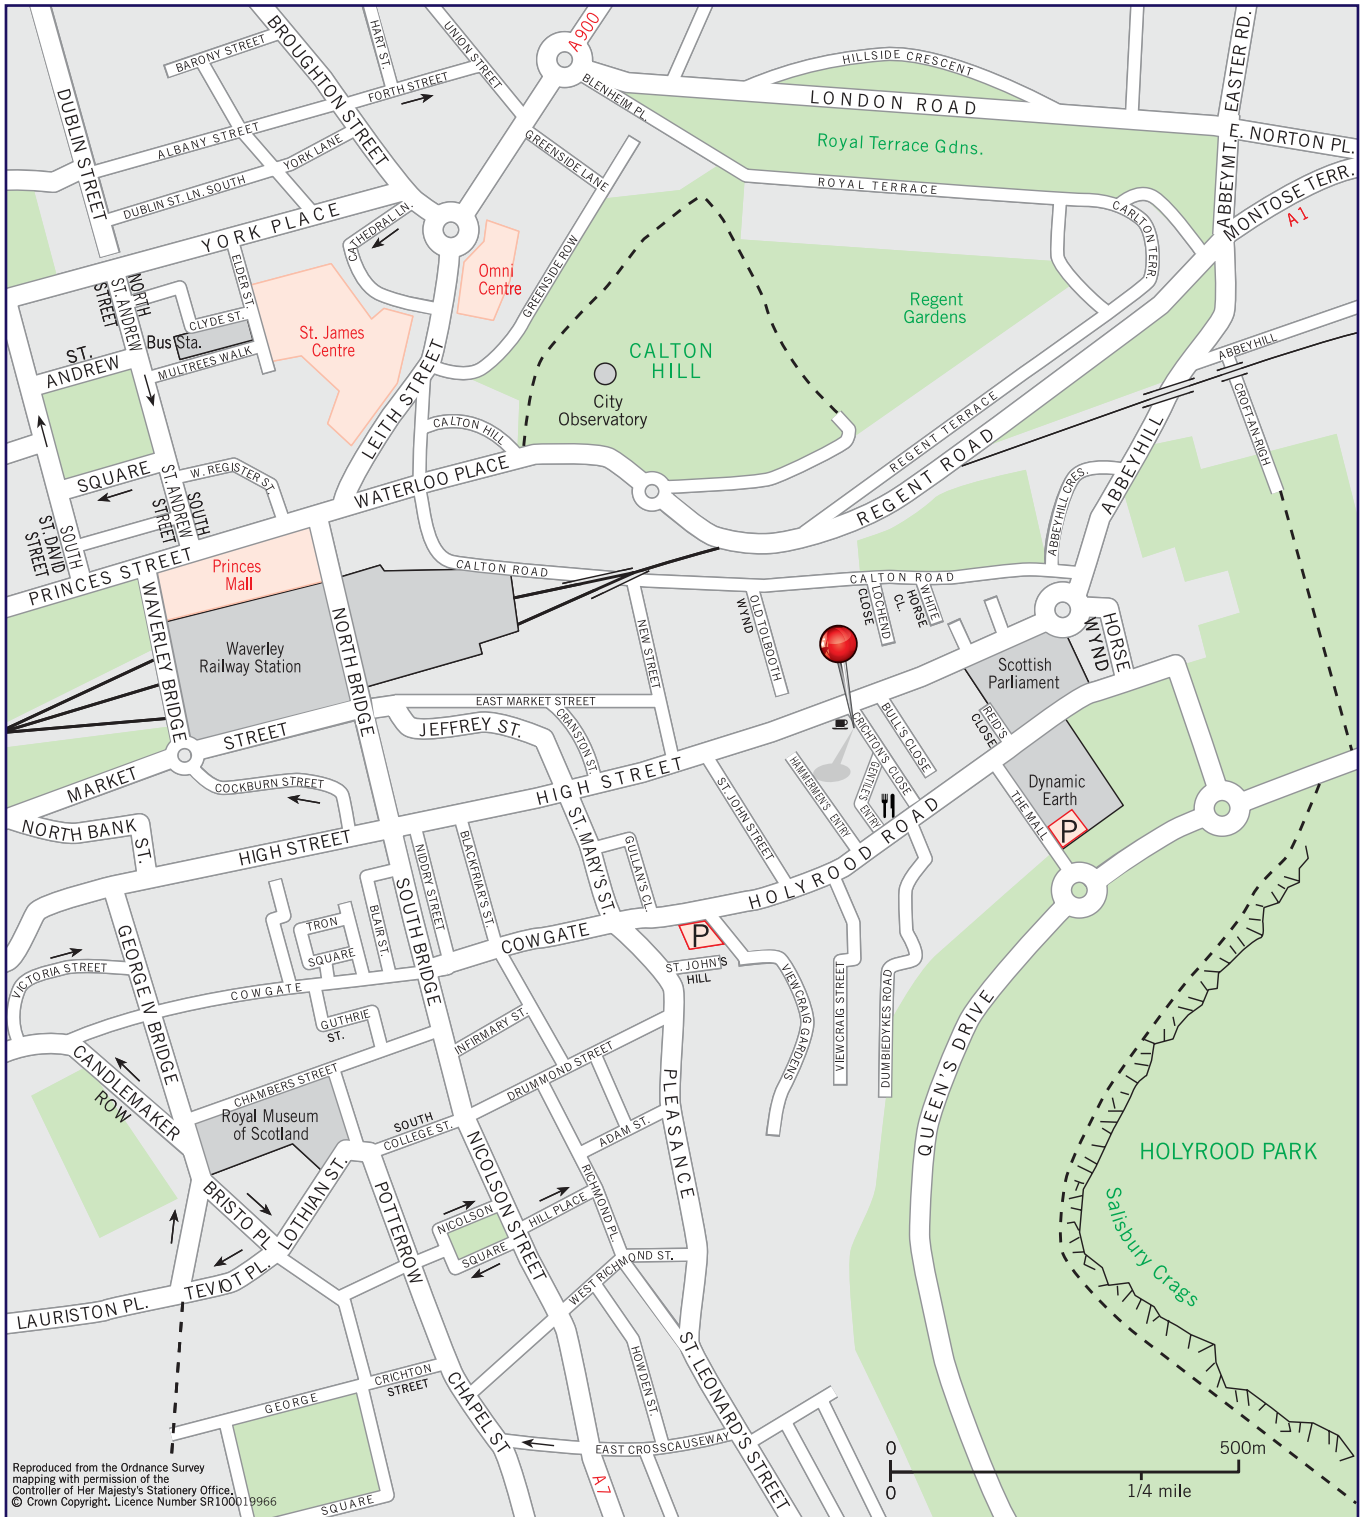 A900
HART ST.
UNION STREET
BROUGHTON STREET
BARONY STREET
FORTH STREET
BLENHEIM PL.
HILLSIDE CRESCENT
LONDON ROAD
EASTER RD.
ABBEYMT.
E. NORTON PL.
MONTOSE TERR.
A1
DUBLIN STREET
ALBANY STREET
YORK LANE
DUBLIN ST. LN. SOUTH
GREENSIDE LANE
Royal Terrace Gdns.
ROYAL TERRACE
CARLTON TERR.
YORK PLACE
CATHEDRAL LN.
Omni
Centre
GREENSIDE ROW
ELDER ST.
NORTH
ST. ANDREW
STREET
CLYDE ST.
Bus Sta.
MULTREES WALK
St. James
Centre
Regent
Gardens
CALTON
HILL
City
Observatory
ST.
ANDREW
SQUARE
LEITH STREET
CALTON HILL
WATERLOO PLACE
REGENT TERRACE
REGENT ROAD
ABBEYHILL
CROFT-AN-RIGH
ABBEYHILL
ABBEYHILL CRES.
W. REGISTER ST.
SOUTH
ST. ANDREW
STREET
SOUTH
ST. DAVID
STREET
PRINCES STREET
Princes
Mall
CALTON ROAD
CALTON ROAD
WAVERLEY BRIDGE
Waverley
Railway Station
NORTH BRIDGE
NEW STREET
OLD TOLBOOTH
WYND
LOCHEND
CLOSE
WHITE
HORSE
CL.
HORSE
WYND
Scottish
Parliament
EAST MARKET STREET
JEFFREY ST.
CRANSTON ST.
MARKET
STREET
COCKBURN STREET
HIGH STREET
CRICHTON'S CLOSE
BULL'S CLOSE
REID'S
CLOSE
GENTILE'S
ENTRY
HAMMERMEN'S
ENTRY
Dynamic
Earth
THE MALL
P
ST. JOHN STREET
NORTH BANK
ST.
HIGH STREET
ST. MARY'S ST.
GULLAN'S CL.
HOLYROOD ROAD
NIDDRY STREET
BLACKFRIAR'S ST.
SOUTH BRIDGE
BLAIR ST.
TRON
SQUARE
COWGATE
P
ST. JOHN'S
HILL
GEORGE IV BRIDGE
VICTORIA STREET
COWGATE
GUTHRIE
ST.
VIEWCRAIG GARDENS
VIEWCRAIG STREET
DUMBIEDYKES ROAD
QUEEN'S DRIVE
INFIRMARY ST.
DRUMMOND STREET
CANDLEMAKER
ROW
CHAMBERS STREET
Royal Museum
of Scotland
SOUTH
COLLEGE ST.
PLEASANCE
ADAM ST.
HOLYROOD PARK
Salisbury Crags
LOTHIAN ST.
BRISTO PL.
POTTERROW
NICOLSON STREET
NICOLSON
SQUARE
HILL PLACE
RICHMOND PL.
WEST RICHMOND ST.
TEVIOT PL.
LAURISTON PL.
ST. LEONARD'S STREET
HOWDEN ST.
CRICHTON
STREET
GEORGE
SQUARE
CHAPEL ST
EAST CROSSCAUSEWAY
A7
0
500m
0
1/4 mile
Reproduced from the Ordnance Survey
mapping with permission of the
Controller of Her Majesty's Stationery Office.
© Crown Copyright. Licence Number SR100019966